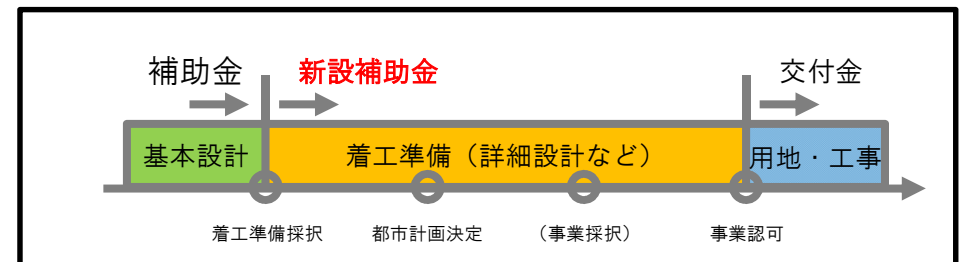 補助金 新設補助金 交付金
基本設計 着工準備（詳細設計など） 用地・工事
着工準備採択 都市計画決定 （事業採択） 事業認可